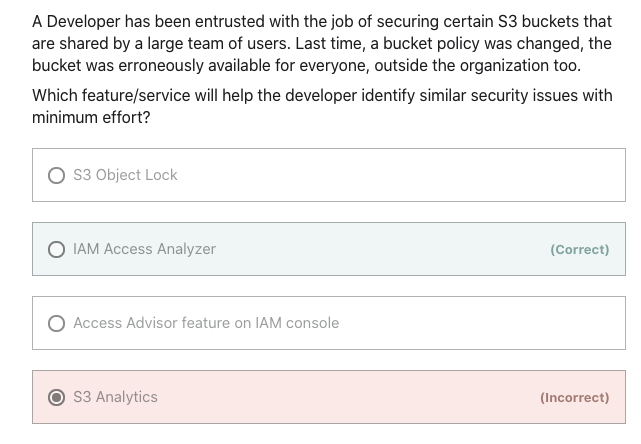 A Developer has been entrusted with the job of securing certain S3 buckets that
are shared by a large team of users. Last time, a bucket policy was changed, the
bucket was erroneously available for everyone, outside the organization too.
Which feature/service will help the developer identify similar security issues with
minimum effort?
S3 Object Lock
IAM Access Analyzer (Correct)
Access Advisor feature on IAM console
S3 Analytics (Incorrect)